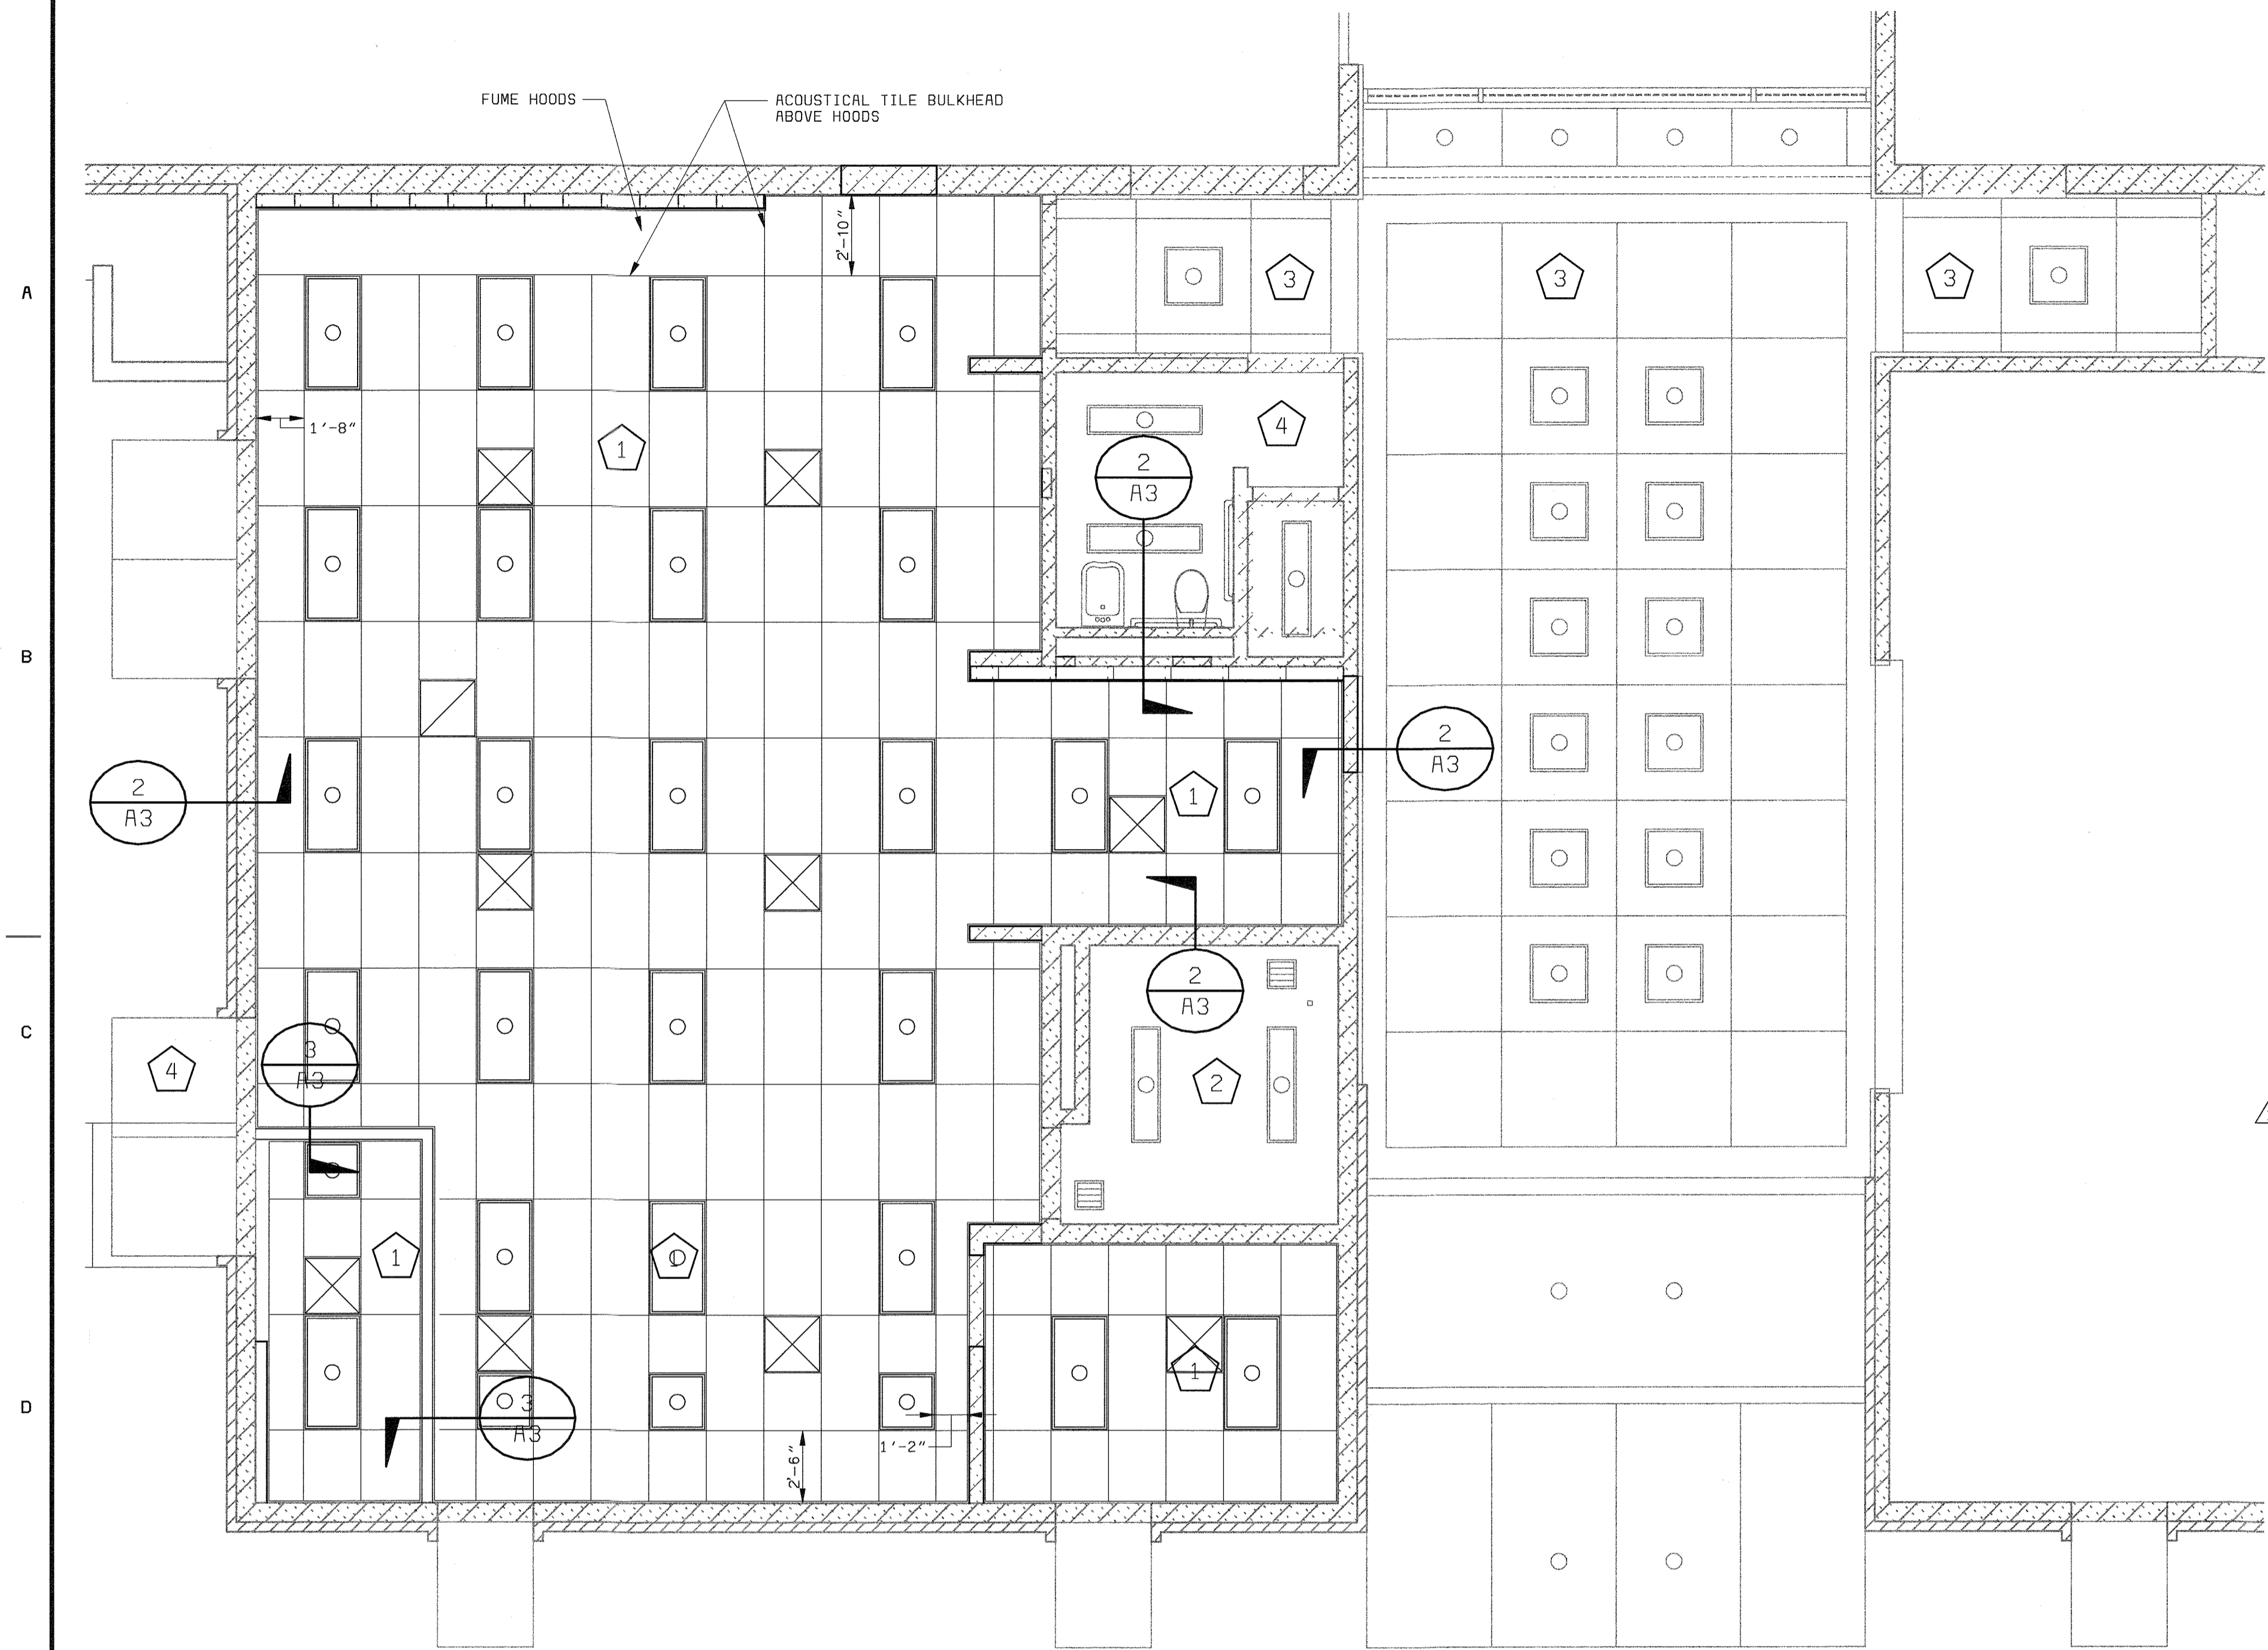 FUME HOODS
ACOUSTICAL TILE BULKHEAD
ABOVE HOODS
2'-10"
A
3
3
3
1'-8"
1
4
2
A3
B
2
A3
1
2
A3
2
A3
C
3
A3
4
2
1
1
1
D
3
A3
1'-2"
2'-6"